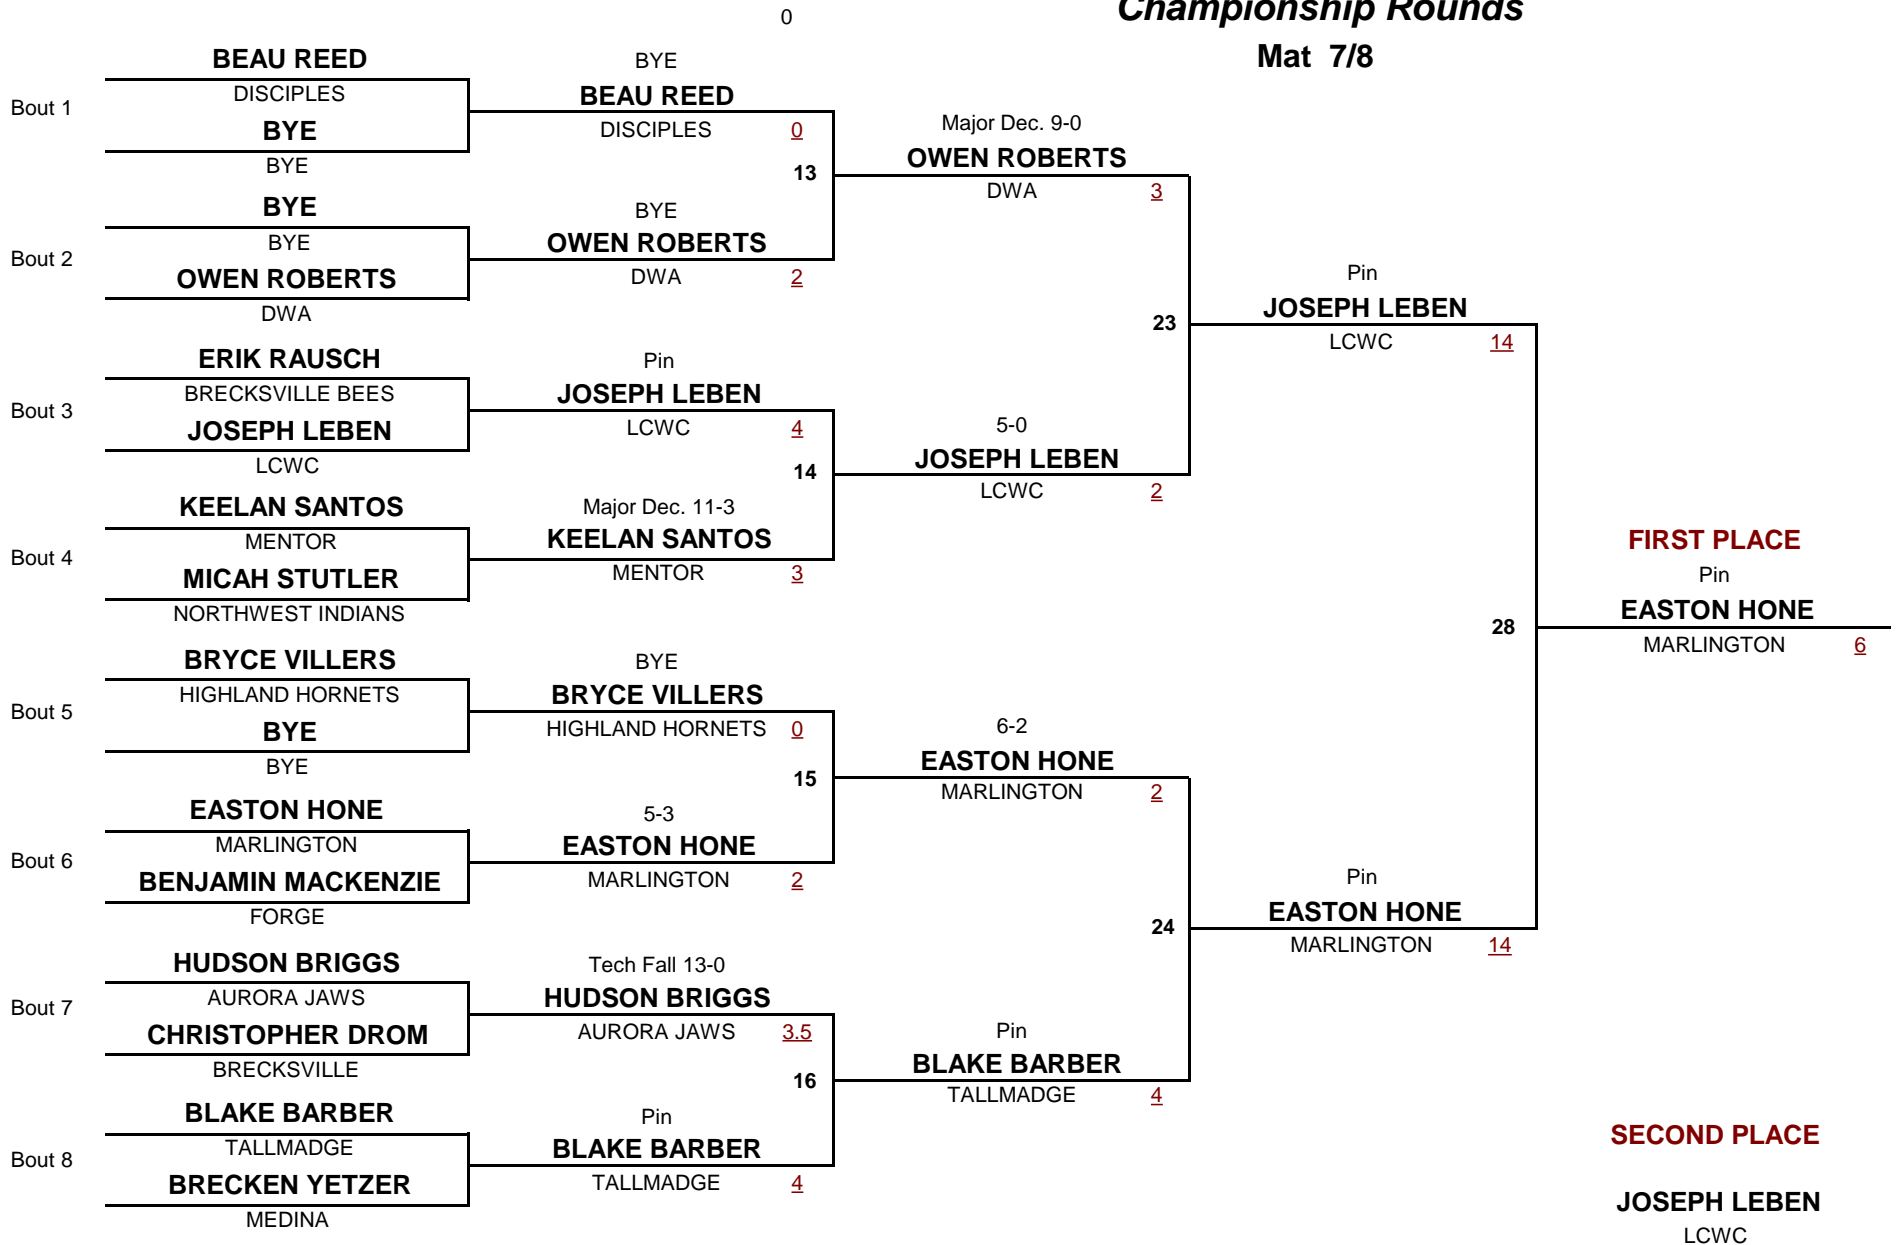 Championship Rounds
0
Mat 7/8
BEAU REED
BYE
DISCIPLES
BEAU REED
Bout 1
BYE
DISCIPLES
0
BYE
Major Dec. 9-0
OWEN ROBERTS
13
DWA
3
BYE
BYE
BYE
OWEN ROBERTS
Bout 2
OWEN ROBERTS
DWA
2
DWA
Pin
JOSEPH LEBEN
23
LCWC
14
ERIK RAUSCH
Pin
BRECKSVILLE BEES
JOSEPH LEBEN
Bout 3
JOSEPH LEBEN
LCWC
4
LCWC
5-0
JOSEPH LEBEN
14
LCWC
2
KEELAN SANTOS
Major Dec. 11-3
MENTOR
KEELAN SANTOS
Bout 4
MICAH STUTLER
MENTOR
3
NORTHWEST INDIANS
FIRST PLACE
Pin
EASTON HONE
28
MARLINGTON
6
BRYCE VILLERS
BYE
HIGHLAND HORNETS
BRYCE VILLERS
Bout 5
BYE
HIGHLAND HORNETS
0
BYE
6-2
EASTON HONE
15
MARLINGTON
2
EASTON HONE
5-3
MARLINGTON
EASTON HONE
Bout 6
BENJAMIN MACKENZIE
MARLINGTON
2
FORGE
Pin
EASTON HONE
24
MARLINGTON
14
HUDSON BRIGGS
Tech Fall 13-0
AURORA JAWS
HUDSON BRIGGS
Bout 7
CHRISTOPHER DROM
AURORA JAWS
3.5
BRECKSVILLE
Pin
BLAKE BARBER
16
TALLMADGE
4
BLAKE BARBER
Pin
TALLMADGE
BLAKE BARBER
Bout 8
BRECKEN YETZER
TALLMADGE
4
MEDINA
SECOND PLACE
JOSEPH LEBEN
LCWC